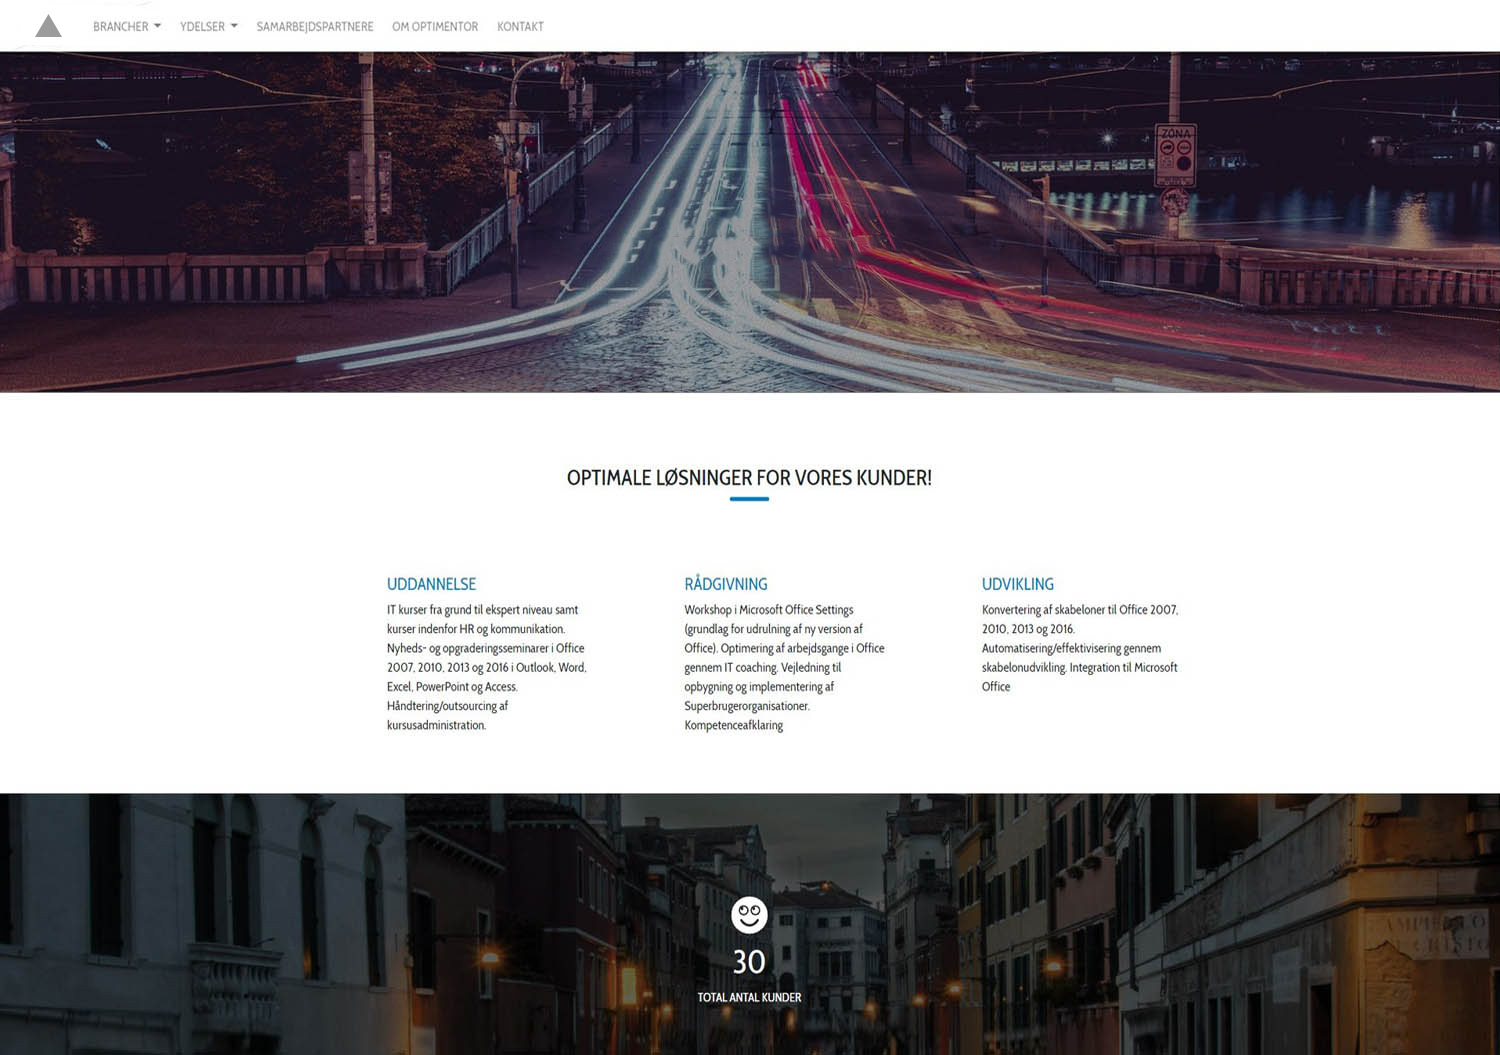 BRANCHER YDELSER SAMARBEJDSPARTNERE OM OPTIMENTOR KONTAKT
ZONA
OPTIMALE LØSNINGER FOR VORES KUNDER!
UDDANNELSE
IT kurser fra grund til ekspert niveau samt
kurser indenfor HR og kommunikation.
Nyheds- og opgraderingsseminarer i Office
2007, 2010, 2013 og 2016 i Outlook, Word,
Excel, PowerPoint og Access.
Håndtering/outsourcing af
kursusadministration.
RÅDGIVNING
Workshop i Microsoft Office Settings
(grundlag for udrulning af ny version af
Office). Optimering af arbejdsgange i Office
gennem IT coaching. Vejledning til
opbygning og implementering af
Superbrugerorganisationer.
Kompetenceafklaring
UDVIKLING
Konvertering af skabeloner til Office 2007,
2010, 2013 og 2016.
Automatisering/effektivisering gennem
skabelonudvikling. Integration til Microsoft
Office
30
TOTAL ANTAL KUNDER